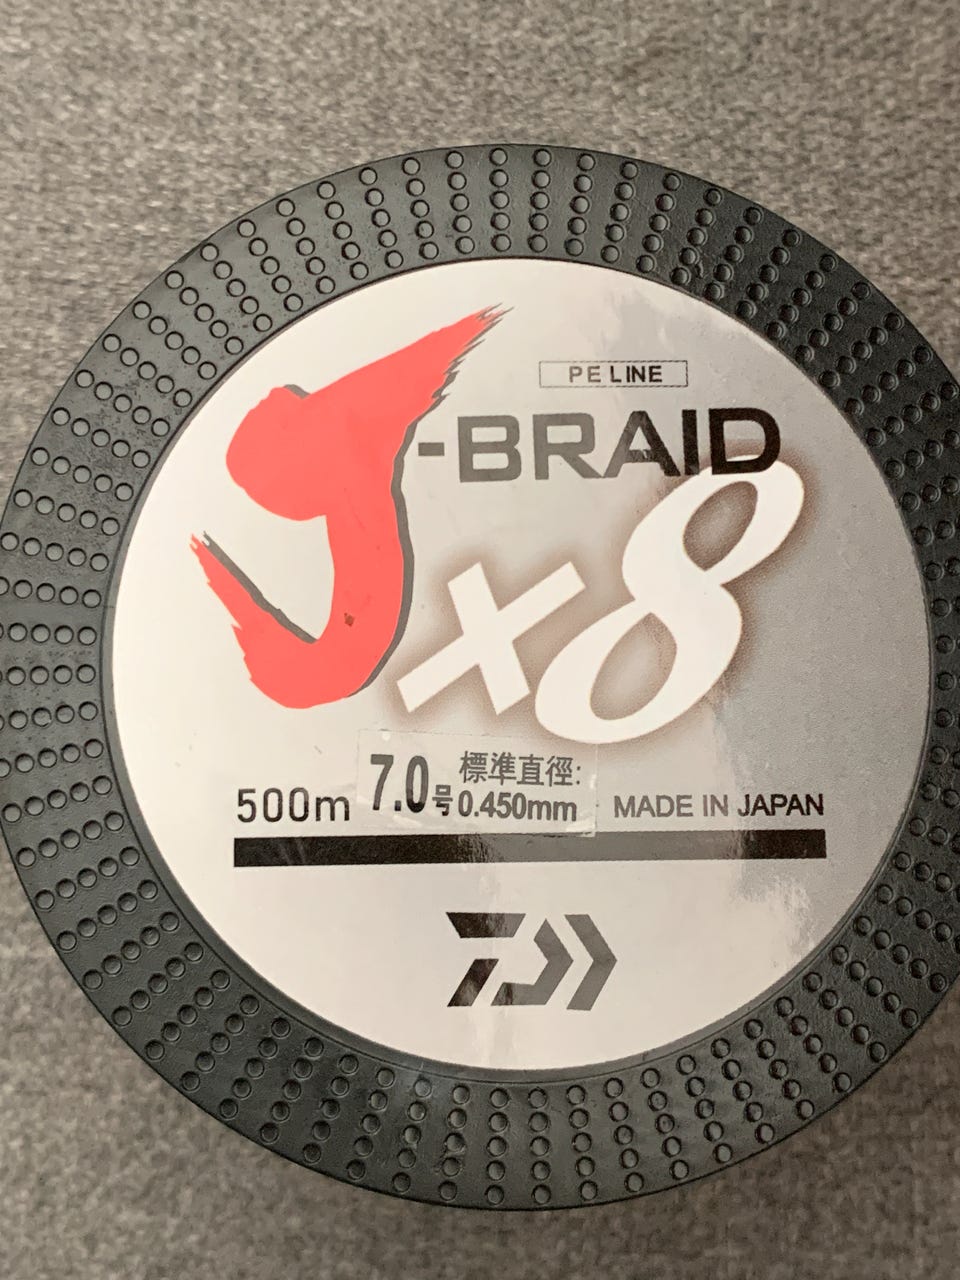 PE LINE
J-BRAID
x8
500m 7.0号 標準直徑: 0.450mm MADE IN JAPAN